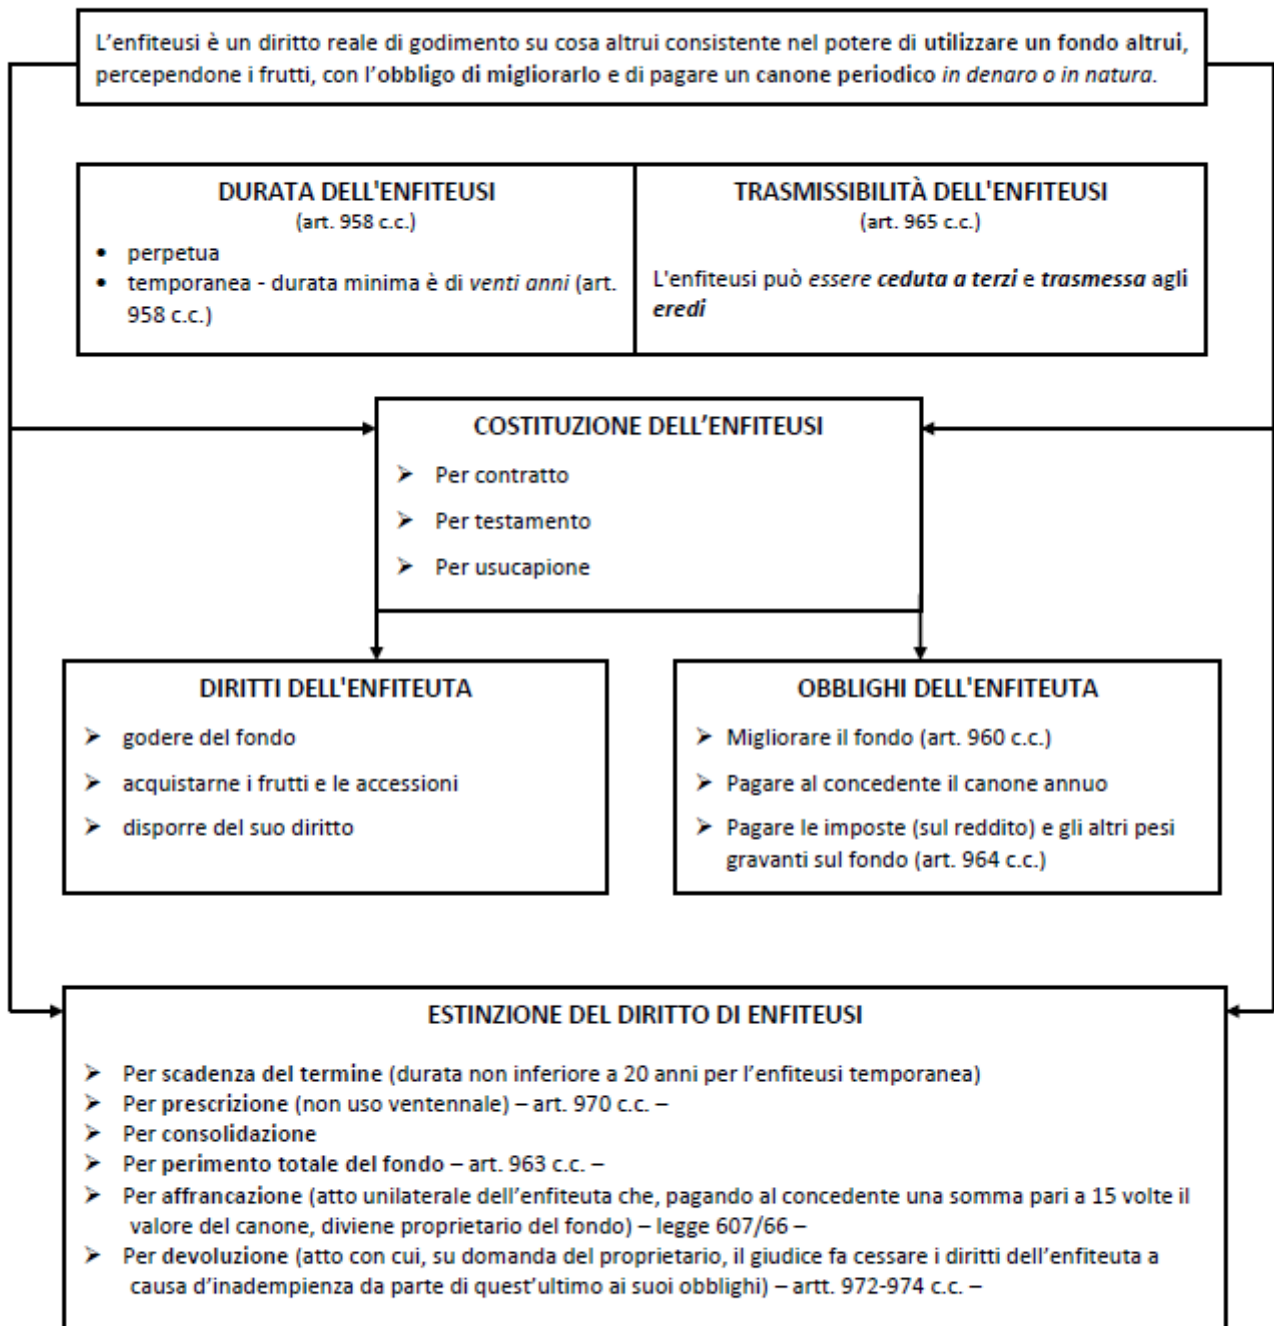 L'enfiteusi è un diritto reale di godimento su cosa altrui consistente nel potere di utilizzare un fondo altrui,
percependone i frutti, con l'obbligo di migliorarlo e di pagare un canone periodico in denaro o in natura.
DURATA DELL'ENFITEUSI
(art. 958 c.c.)
• perpetua
• temporanea - durata minima è di venti anni (art.
958 c.c.)
TRASMISSIBILITÀ DELL'ENFITEUSI
(art. 965 c.c.)
L'enfiteusi può essere ceduta a terzi e trasmessa agli
eredi
COSTITUZIONE DELL'ENFITEUSI
➢ Per contratto
➢ Per testamento
➢ Per usucapione
DIRITTI DELL'ENFITEUTA
➢ godere del fondo
➢ acquistarne i frutti e le accessioni
➢ disporre del suo diritto
OBBLIGHI DELL'ENFITEUTA
➢ Migliorare il fondo (art. 960 c.c.)
➢ Pagare al concedente il canone annuo
➢ Pagare le imposte (sul reddito) e gli altri pesi
gravanti sul fondo (art. 964 c.c.)
ESTINZIONE DEL DIRITTO DI ENFITEUSI
➢ Per scadenza del termine (durata non inferiore a 20 anni per l'enfiteusi temporanea)
➢ Per prescrizione (non uso ventennale) – art. 970 c.c. –
➢ Per consolidazione
➢ Per perimento totale del fondo – art. 963 c.c. –
➢ Per affrancazione (atto unilaterale dell'enfiteuta che, pagando al concedente una somma pari a 15 volte il
valore del canone, diviene proprietario del fondo) – legge 607/66 –
➢ Per devoluzione (atto con cui, su domanda del proprietario, il giudice fa cessare i diritti dell'enfiteuta a
causa d'inadempienza da parte di quest'ultimo ai suoi obblighi) – artt. 972-974 c.c. –